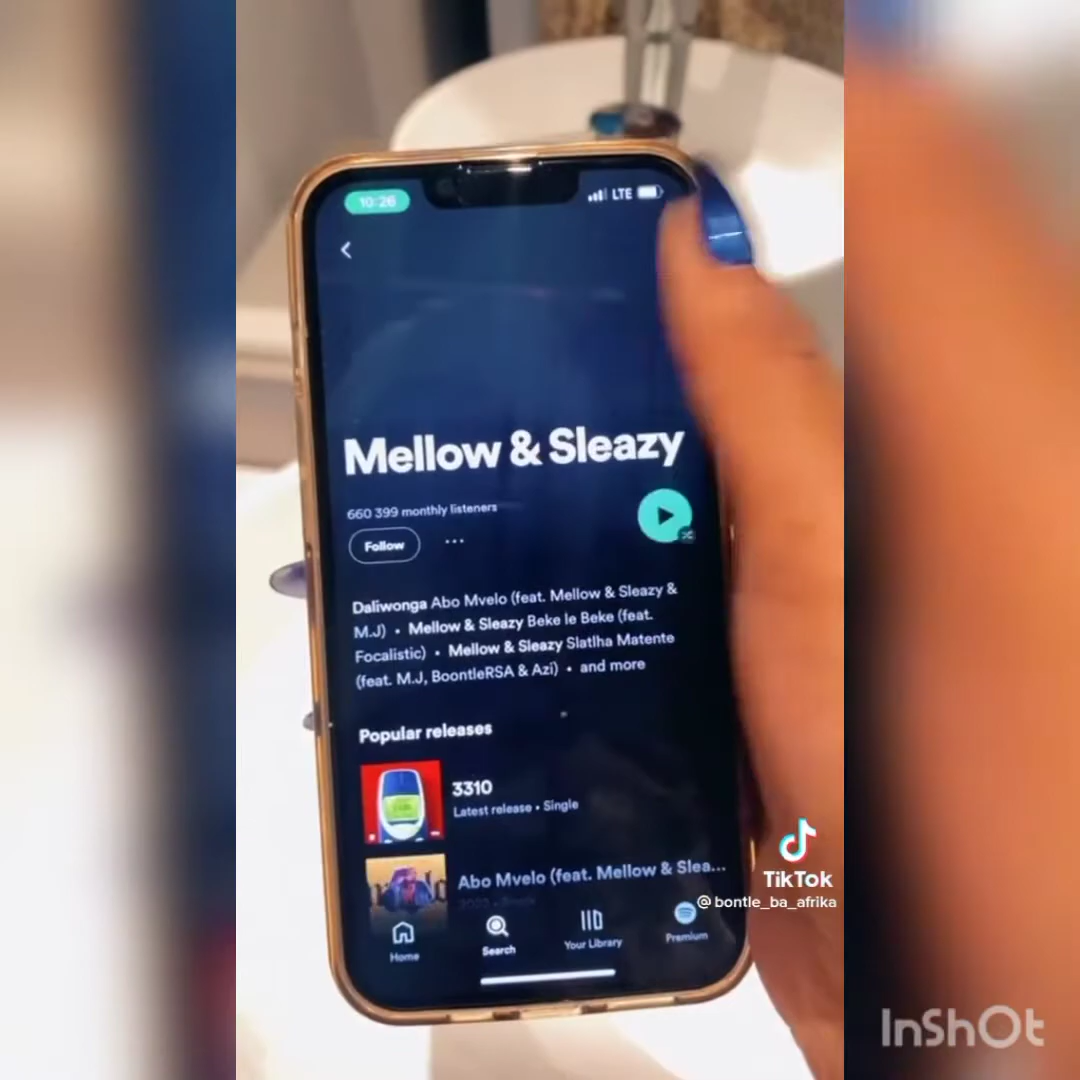 10:26
LTE
Mellow & Sleazy
660 399 monthly listeners
Follow
Daliwonga Abo Mvelo (feat. Mellow & Sleazy &
M.J) • Mellow & Sleazy Beke le Beke (feat.
Focalistic) • Mellow & Sleazy Slatlha Matente
(feat. M.J, BoontleRSA & Azi) • and more
Popular releases
3310
Latest release • Single
Abo Mvelo (feat. Mellow & Slea...
Home
Search
Your Library
Premium
TikTok
@bontle_ba_afrika
InShOt